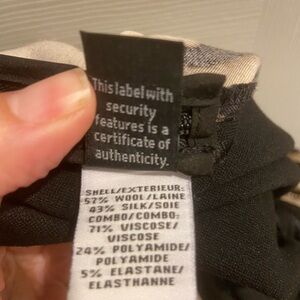 This label with
security
features is a
certificate of
authenticity.
SHELL/EXTERIEUR:
57% WOOL/LAINE
43% SILK/SOIE
COMBO/COMBO:
71% VISCOSE/
VISCOSE
24% POLYAMIDE/
POLYAMIDE
5% ELASTANE/
ELASTHANNE